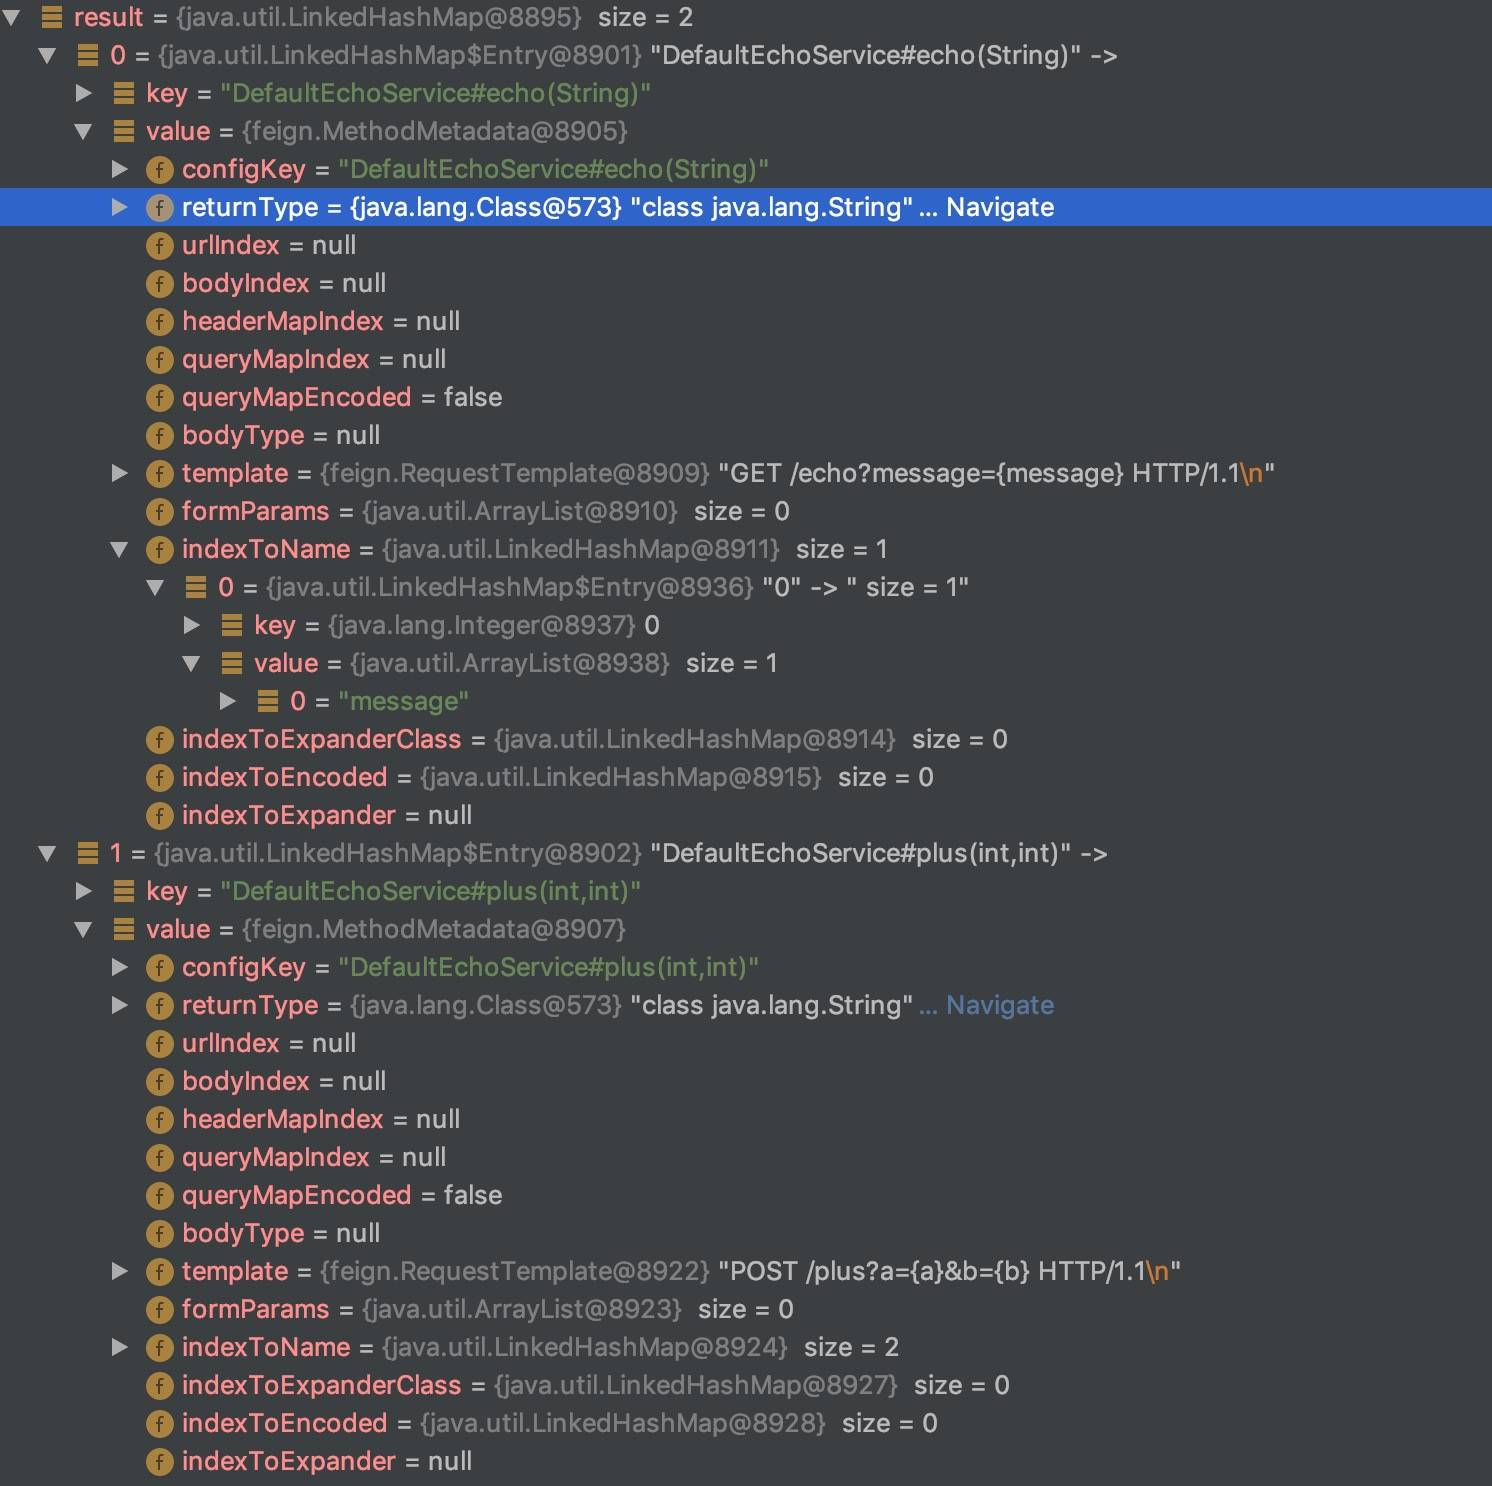 result = {java.util.LinkedHashMap@8895} size = 2
0 = {java.util.LinkedHashMap$Entry@8901} "DefaultEchoService#echo(String)" ->
key = "DefaultEchoService#echo(String)"
value = {feign.MethodMetadata@8905}
f configKey = "DefaultEchoService#echo(String)"
f returnType = {java.lang.Class@573} "class java.lang.String" ... Navigate
f urlIndex = null
f bodyIndex = null
f headerMapIndex = null
f queryMapIndex = null
f queryMapEncoded = false
f bodyType = null
f template = {feign.RequestTemplate@8909} "GET /echo?message={message} HTTP/1.1\n"
f formParams = {java.util.ArrayList@8910} size = 0
f indexToName = {java.util.LinkedHashMap@8911} size = 1
0 = {java.util.LinkedHashMap$Entry@8936} "0" -> " size = 1"
key = {java.lang.Integer@8937} 0
value = {java.util.ArrayList@8938} size = 1
0 = "message"
f indexToExpanderClass = {java.util.LinkedHashMap@8914} size = 0
f indexToEncoded = {java.util.LinkedHashMap@8915} size = 0
f indexToExpander = null
1 = {java.util.LinkedHashMap$Entry@8902} "DefaultEchoService#plus(int,int)" ->
key = "DefaultEchoService#plus(int,int)"
value = {feign.MethodMetadata@8907}
f configKey = "DefaultEchoService#plus(int,int)"
f returnType = {java.lang.Class@573} "class java.lang.String" ... Navigate
f urlIndex = null
f bodyIndex = null
f headerMapIndex = null
f queryMapIndex = null
f queryMapEncoded = false
f bodyType = null
f template = {feign.RequestTemplate@8922} "POST /plus?a={a}&b={b} HTTP/1.1\n"
f formParams = {java.util.ArrayList@8923} size = 0
f indexToName = {java.util.LinkedHashMap@8924} size = 2
f indexToExpanderClass = {java.util.LinkedHashMap@8927} size = 0
f indexToEncoded = {java.util.LinkedHashMap@8928} size = 0
f indexToExpander = null